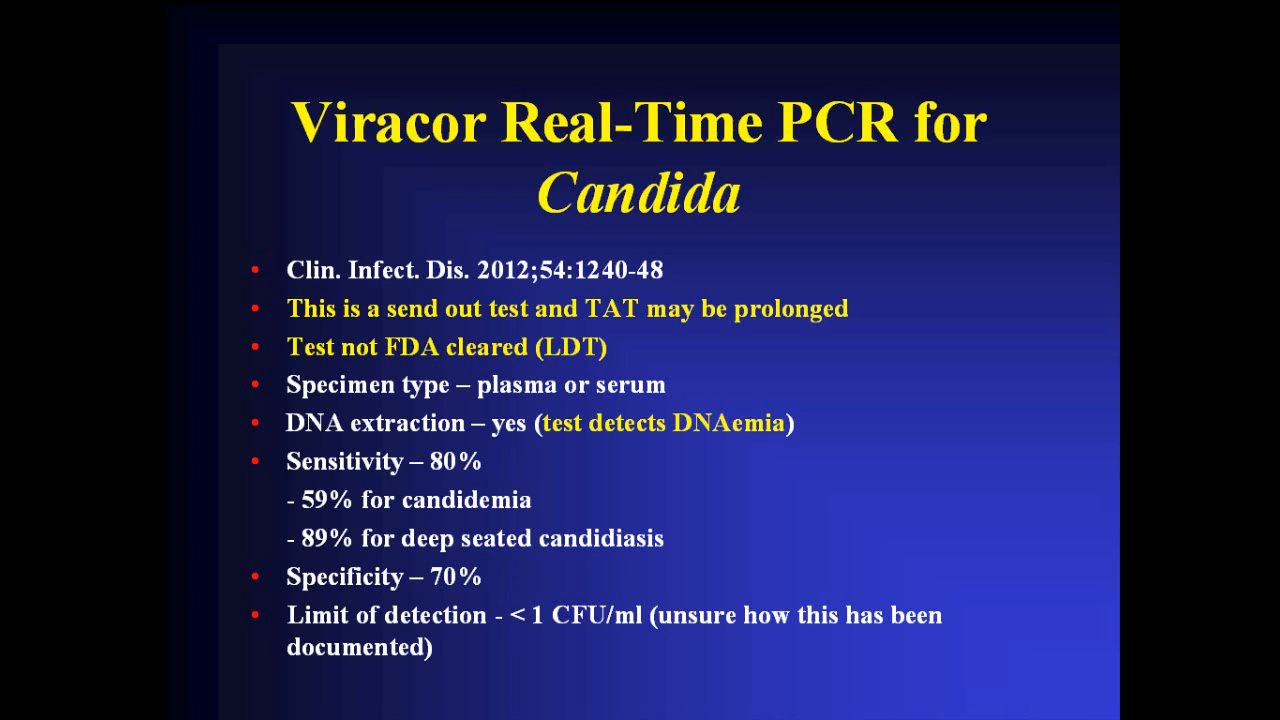 Viracor Real-Time PCR for
Candida
• Clin. Infect. Dis. 2012;54:1240-48
• This is a send out test and TAT may be prolonged
• Test not FDA cleared (LDT)
• Specimen type – plasma or serum
• DNA extraction – yes (test detects DNAemia)
• Sensitivity – 80%
- 59% for candidemia
- 89% for deep seated candidiasis
• Specificity – 70%
• Limit of detection - < 1 CFU/ml (unsure how this has been
documented)